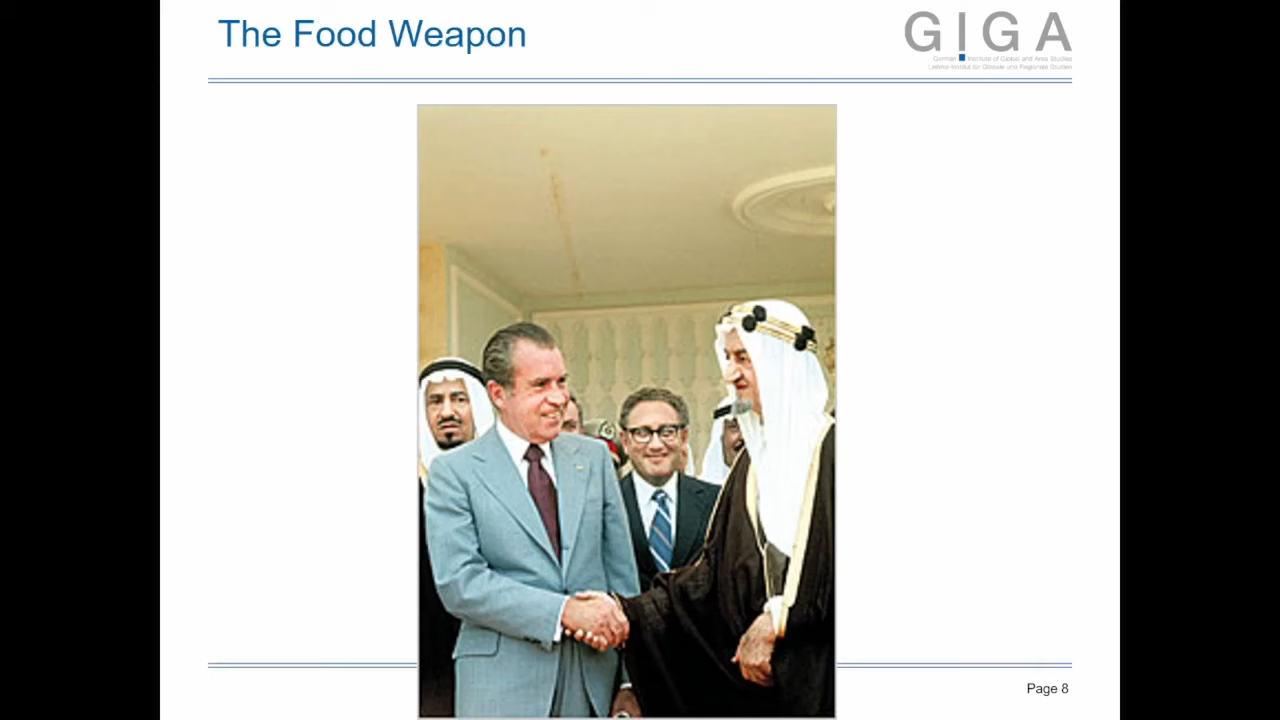 The Food Weapon
GIGA
German Institute of Global and Area Studies
Leibniz-Institut für Globale und Regionale Studien
Page 8